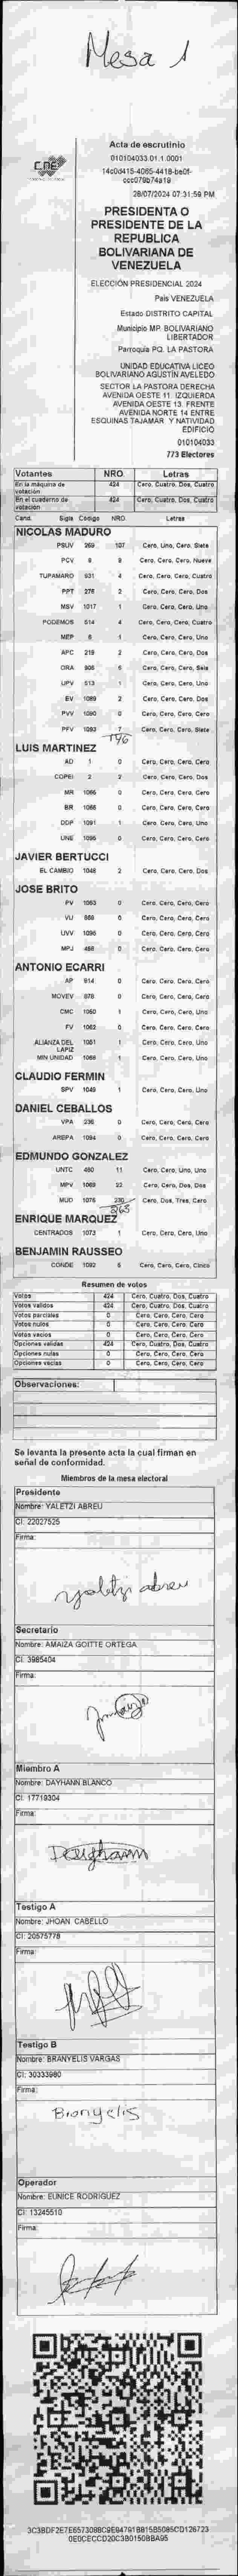 Mesa 1
CNE
Acta de escrutinio
010104033.01.1.0001
28/07/2024 07:31:59 PM
PRESIDENTA O
PRESIDENTE DE LA
REPUBLICA
BOLIVARIANA DE
VENEZUELA
ELECCIÓN PRESIDENCIAL 2024
País VENEZUELA
Estado DISTRITO CAPITAL
Municipio MP. BOLIVARIANO
LIBERTADOR
Parroquia PQ. LA PASTORA
UNIDAD EDUCATIVA LICEO
BOLIVARIANO AGUSTÍN AVELEDO
SECTOR LA PASTORA DERECHA
AVENIDA OESTE 11. IZQUIERDA
AVENIDA OESTE 13. FRENTE
AVENIDA NORTE 14 ENTRE
ESQUINAS TAJAMAR Y NATIVIDAD
EDIFICIO
010104033
773 Electores
Votantes NRO. Letras
En la máquina de votación 424 Cero, Cuatro, Dos, Cuatro
En el cuaderno de votación 424 Cero, Cuatro, Dos, Cuatro
Cand. Sigla Código NRO. Letras
NICOLAS MADURO
PSUV 269 107 Cero, Uno, Cero, Siete
PCV 8 9 Cero, Cero, Cero, Nueve
TUPAMARO 931 4 Cero, Cero, Cero, Cuatro
PPT 276 2 Cero, Cero, Cero, Dos
MSV 1017 1 Cero, Cero, Cero, Uno
PODEMOS 514 4 Cero, Cero, Cero, Cuatro
MEP 6 1 Cero, Cero, Cero, Uno
APC 219 2 Cero, Cero, Cero, Dos
ORA 905 6 Cero, Cero, Cero, Seis
UPV 513 1 Cero, Cero, Cero, Uno
EV 1089 2 Cero, Cero, Cero, Dos
PVV 1090 0 Cero, Cero, Cero, Cero
PFV 1093 7 Cero, Cero, Cero, Siete
146
LUIS MARTINEZ
AD 1 0 Cero, Cero, Cero, Cero
COPEI 2 2 Cero, Cero, Cero, Dos
MR 1066 0 Cero, Cero, Cero, Cero
BR 0 Cero, Cero, Cero, Cero
DDP 1091 1 Cero, Cero, Cero, Uno
UNE 1095 0 Cero, Cero, Cero, Cero
JAVIER BERTUCCI
EL CAMBIO 1048 2 Cero, Cero, Cero, Dos
JOSE BRITO
PV 1053 0 Cero, Cero, Cero, Cero
VU 868 0 Cero, Cero, Cero, Cero
UVV 1096 0 Cero, Cero, Cero, Cero
MPJ 486 0 Cero, Cero, Cero, Cero
ANTONIO ECARRI
AP 914 0 Cero, Cero, Cero, Cero
MOVEV 878 0 Cero, Cero, Cero, Cero
CMC 1050 1 Cero, Cero, Cero, Uno
FV 1062 0 Cero, Cero, Cero, Cero
ALIANZA DEL LAPIZ 1081 1 Cero, Cero, Cero, Uno
MIN UNIDAD 1088 1 Cero, Cero, Cero, Uno
CLAUDIO FERMIN
SPV 1049 1 Cero, Cero, Cero, Uno
DANIEL CEBALLOS
VPA 236 0 Cero, Cero, Cero, Cero
AREPA 1094 0 Cero, Cero, Cero, Cero
EDMUNDO GONZALEZ
UNTC 480 11 Cero, Cero, Uno, Uno
MPV 1069 22 Cero, Cero, Dos, Dos
MUD 1076 230 Cero, Dos, Tres, Cero
263
ENRIQUE MARQUEZ
CENTRADOS 1073 1 Cero, Cero, Cero, Uno
BENJAMIN RAUSSEO
CONDE 1092 5 Cero, Cero, Cero, Cinco
Resumen de votos
Votos 424 Cero, Cuatro, Dos, Cuatro
Votos validos 424 Cero, Cuatro, Dos, Cuatro
Votos parciales 0 Cero, Cero, Cero, Cero
Votos nulos 0 Cero, Cero, Cero, Cero
Votos vacíos 0 Cero, Cero, Cero, Cero
Opciones validas 424 Cero, Cuatro, Dos, Cuatro
Opciones nulas 0 Cero, Cero, Cero, Cero
Opciones vacías 0 Cero, Cero, Cero, Cero
Observaciones:
Se levanta la presente acta la cual firman en
señal de conformidad.
Miembros de la mesa electoral
Presidente
Nombre: YALETZI ABREU
CI: 22027525
Firma:
yaletzi abreu
Secretario
Nombre: AMAIZA GOITTE ORTEGA
CI: 3985404
Firma:
Miembro A
Nombre: DAYHANN BLANCO
CI: 17719304
Firma:
Testigo A
Nombre: JHOAN CABELLO
CI: 20575778
Firma:
Testigo B
Nombre: BRANYELIS VARGAS
CI: 30333980
Firma:
Branyelis
Operador
Nombre: EUNICE RODRIGUEZ
CI: 13245510
Firma: